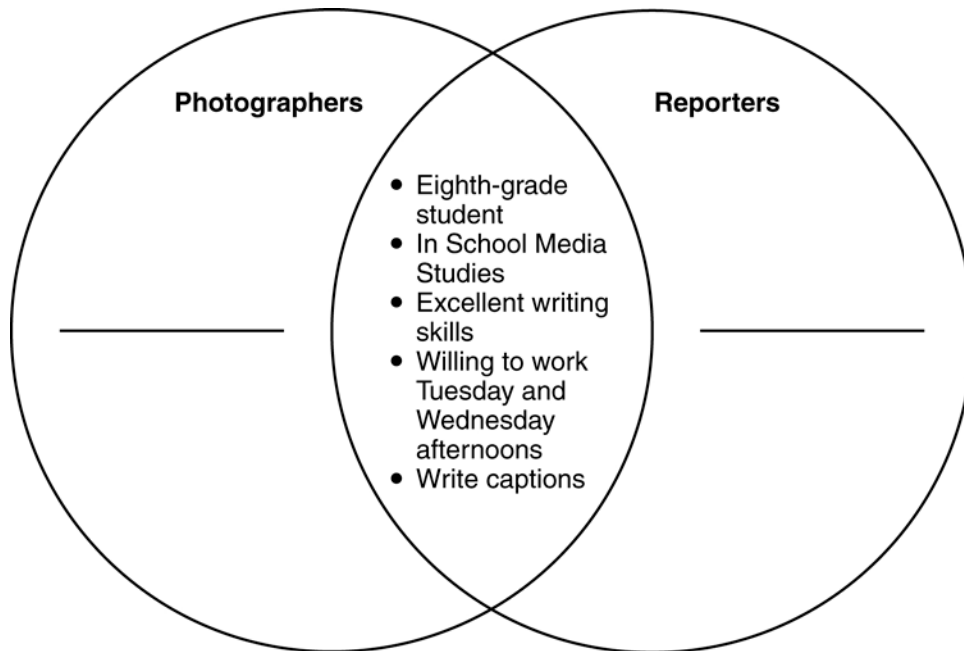 Photographers
Reporters
• Eighth-grade
student
• In School Media
Studies
• Excellent writing
skills
• Willing to work
Tuesday and
Wednesday
afternoons
• Write captions